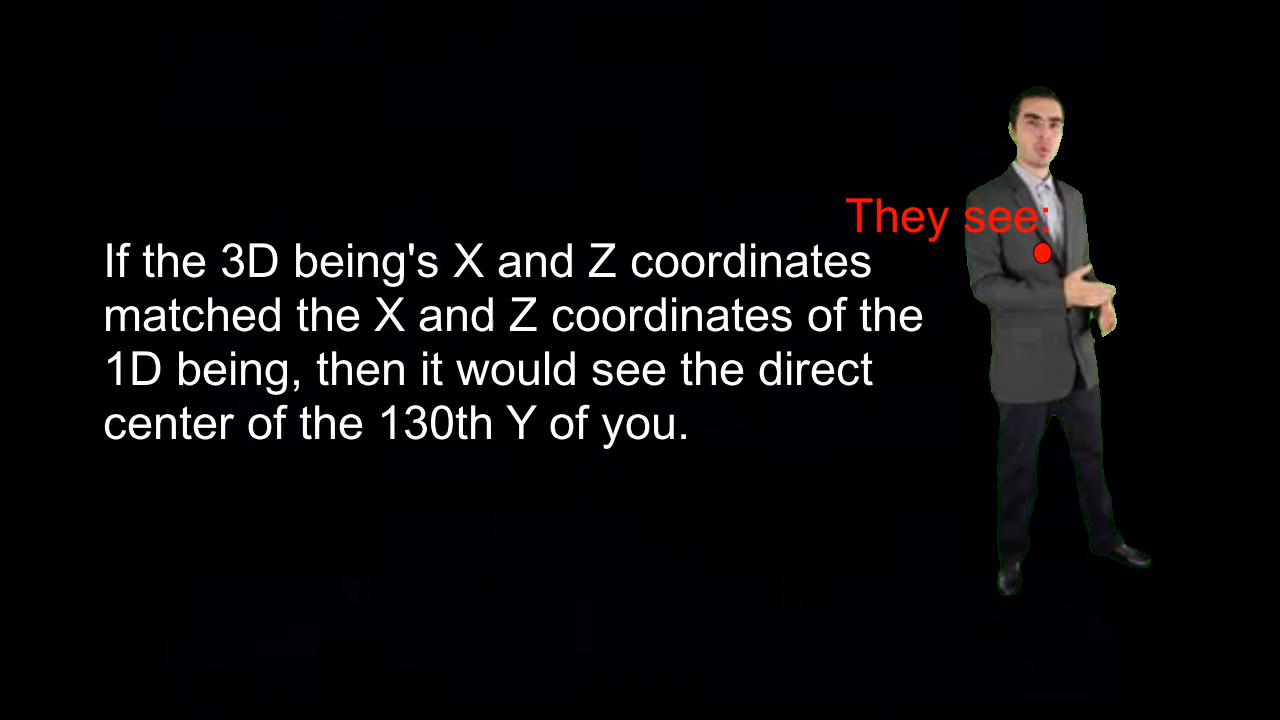 They see:
If the 3D being's X and Z coordinates
matched the X and Z coordinates of the
1D being, then it would see the direct
center of the 130th Y of you.